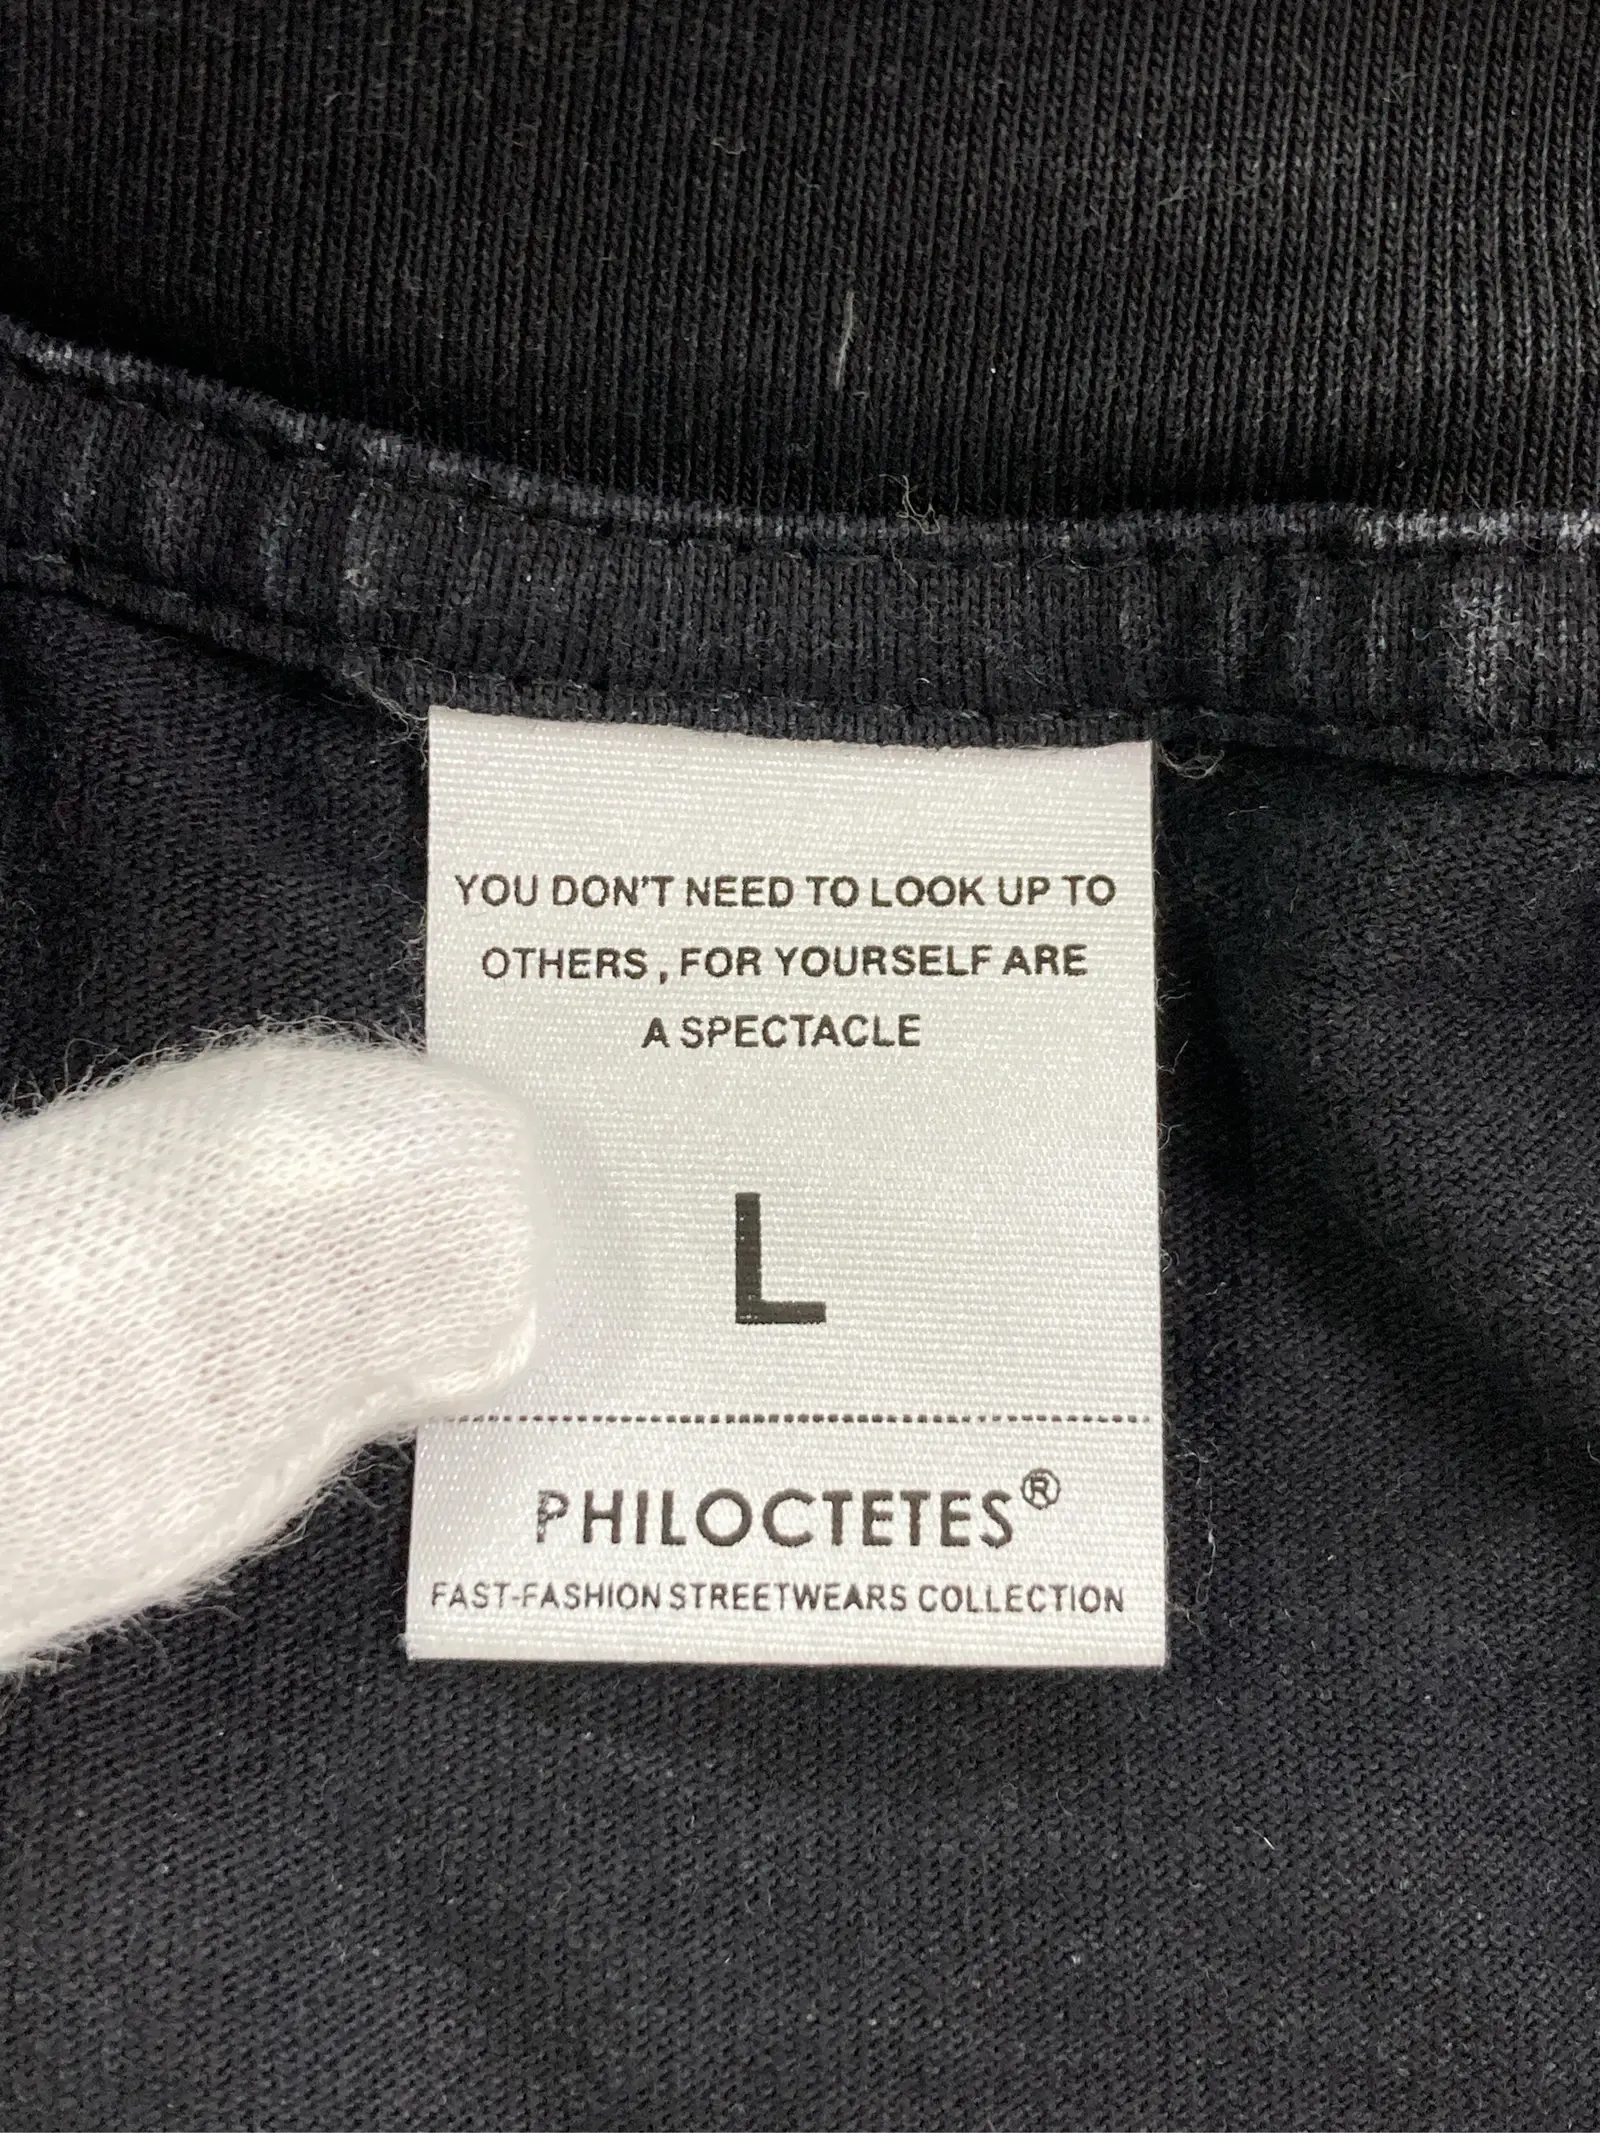 YOU DON'T NEED TO LOOK UP TO
OTHERS , FOR YOURSELF ARE
A SPECTACLE
L
PHILOCTETES®
FAST-FASHION STREETWEARS COLLECTION